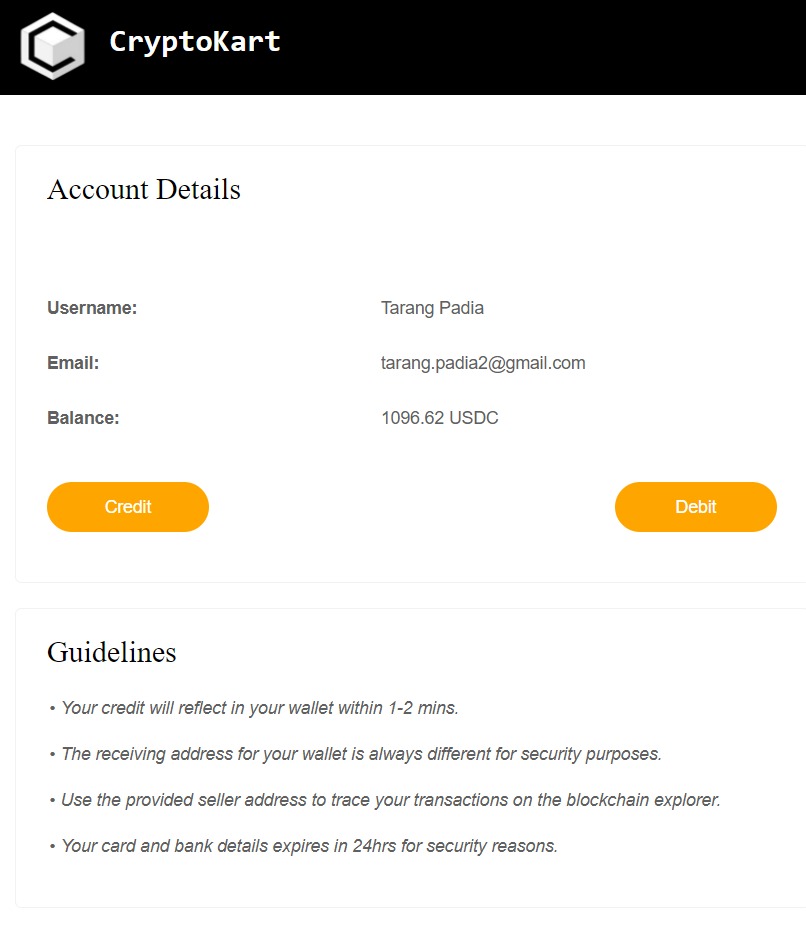 CryptoKart
Account Details
Username: Tarang Padia
Email: tarang.padia2@gmail.com
Balance: 1096.62 USDC
Credit Debit
Guidelines
• Your credit will reflect in your wallet within 1-2 mins.
• The receiving address for your wallet is always different for security purposes.
• Use the provided seller address to trace your transactions on the blockchain explorer.
• Your card and bank details expires in 24hrs for security reasons.